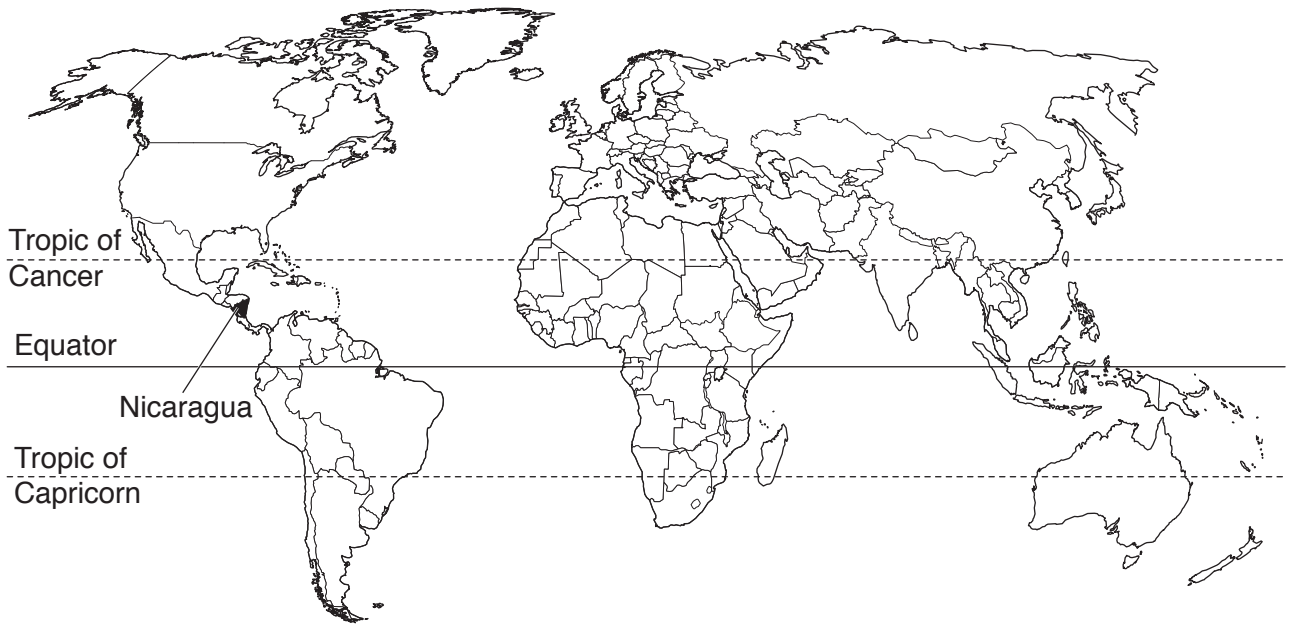 Tropic of
Cancer
Equator
Nicaragua
Tropic of
Capricorn